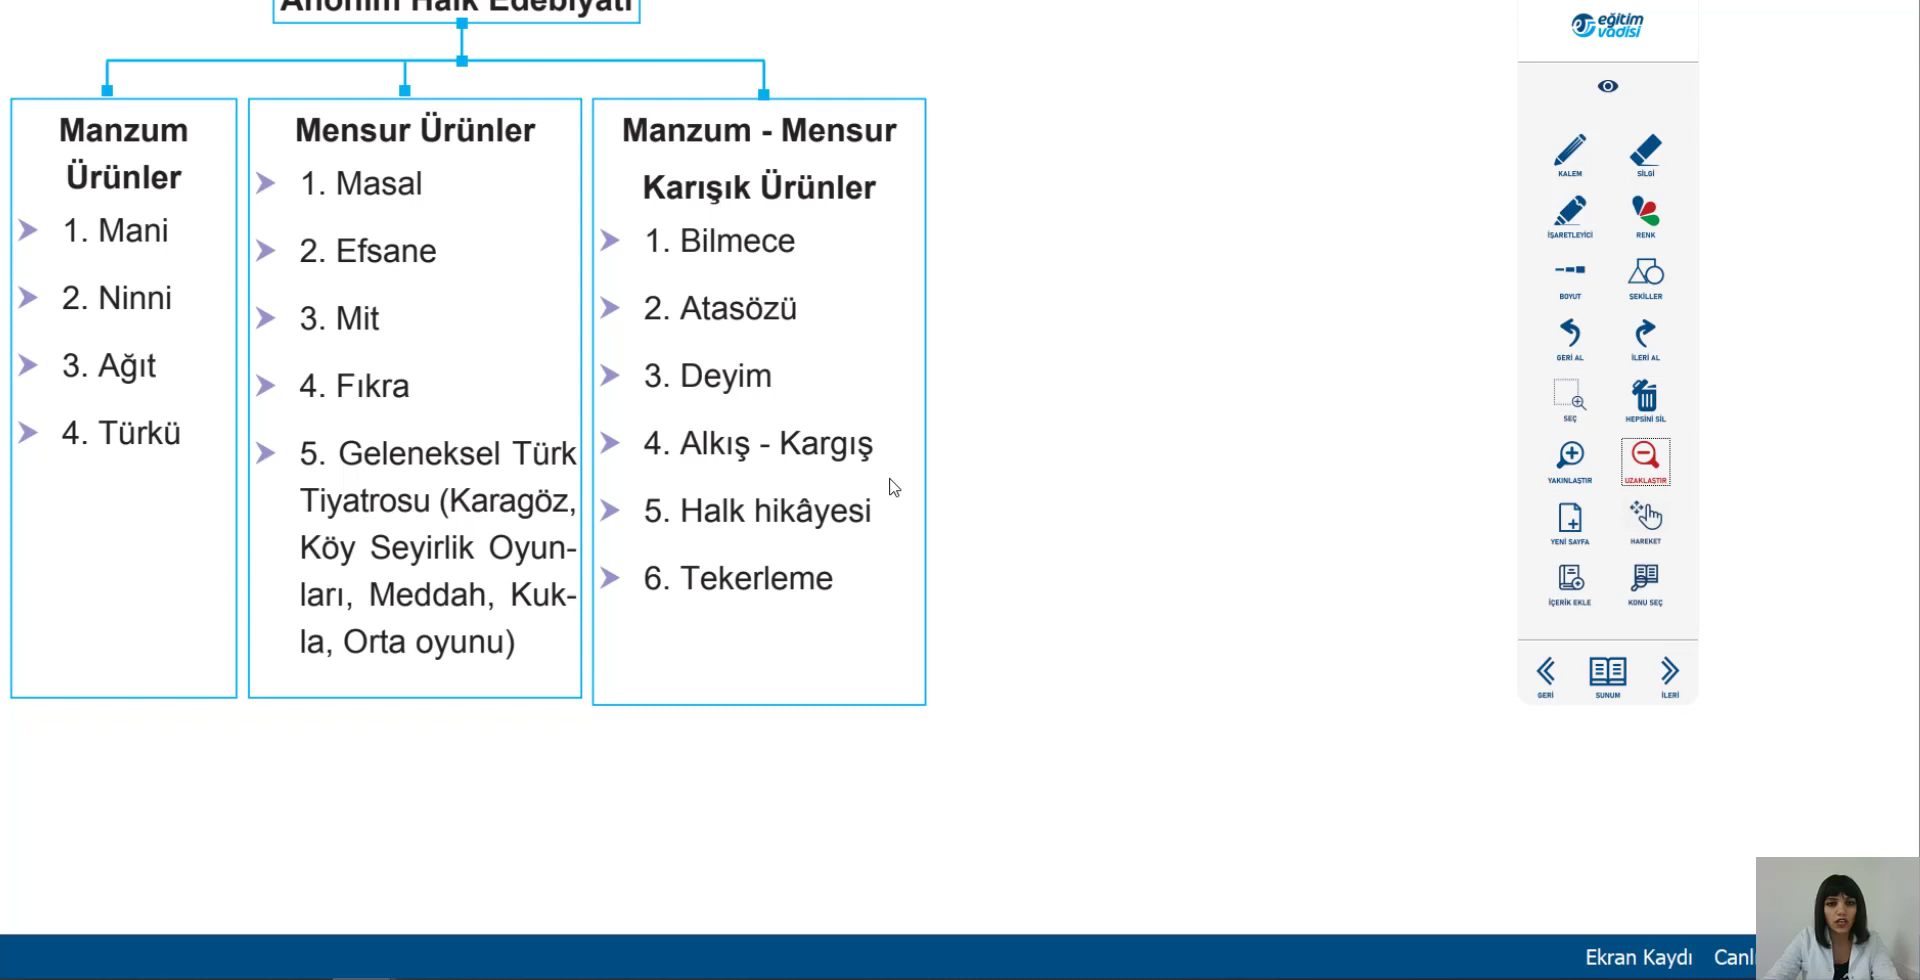 Anonim Halk Edebiyatı
Manzum
Ürünler
1. Mani
2. Ninni
3. Ağıt
4. Türkü
Mensur Ürünler
1. Masal
2. Efsane
3. Mit
4. Fıkra
5. Geleneksel Türk
Tiyatrosu (Karagöz,
Köy Seyirlik Oyun-
ları, Meddah, Kuk-
la, Orta oyunu)
Manzum - Mensur
Karışık Ürünler
1. Bilmece
2. Atasözü
3. Deyim
4. Alkış - Kargış
5. Halk hikâyesi
6. Tekerleme
eğitim
vadisi
KALEM
SİLGİ
İŞARETLEYİCİ
RENK
BOYUT
ŞEKİLLER
GERİ AL
İLERİ AL
SEÇ
HEPSİNİ SİL
YAKINLAŞTIR
UZAKLAŞTIR
YENİ SAYFA
HAREKET
İÇERİK EKLE
KONU SEÇ
GERİ
SUNUM
İLERİ
Ekran Kaydı